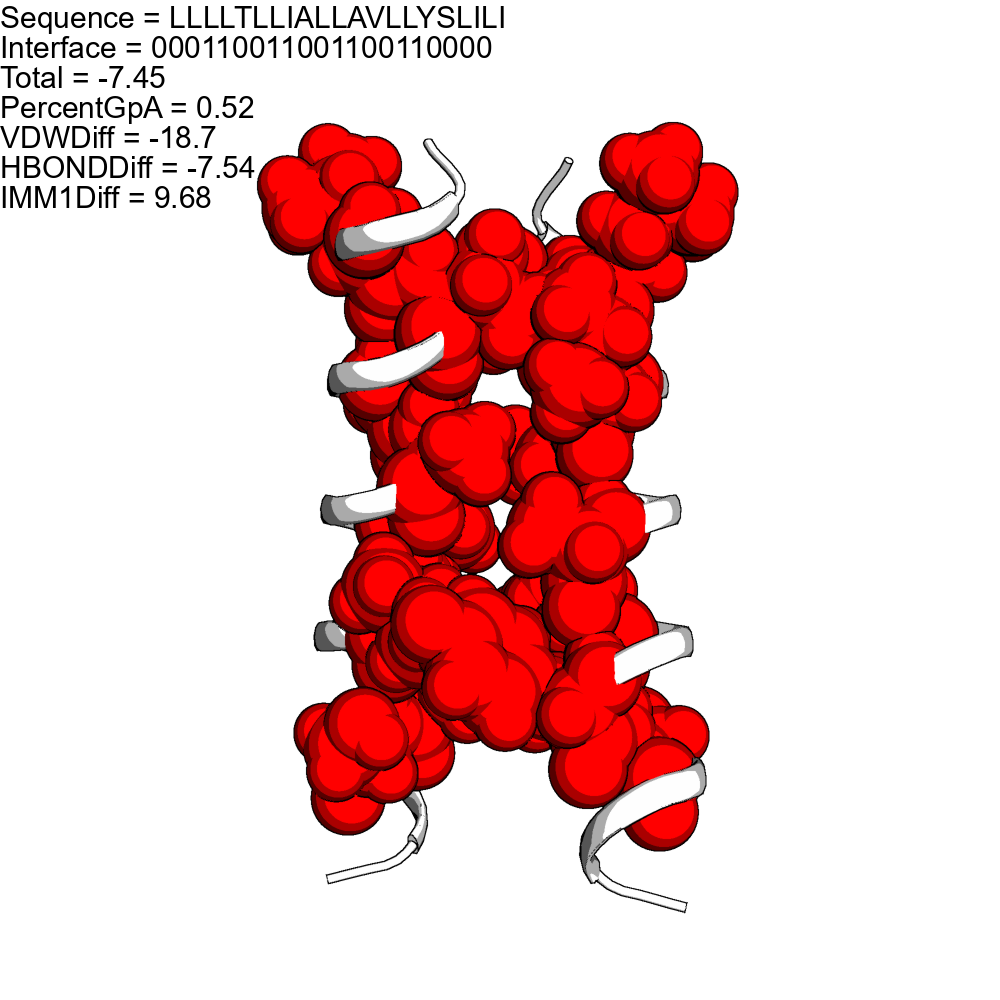 Sequence = LLLLTLLIALLAVLLYSLILI
Interface = 000110011001100110000
Total = -7.45
PercentGpA = 0.52
VDWDiff = -18.7
HBONDDiff = -7.54
IMM1Diff = 9.68